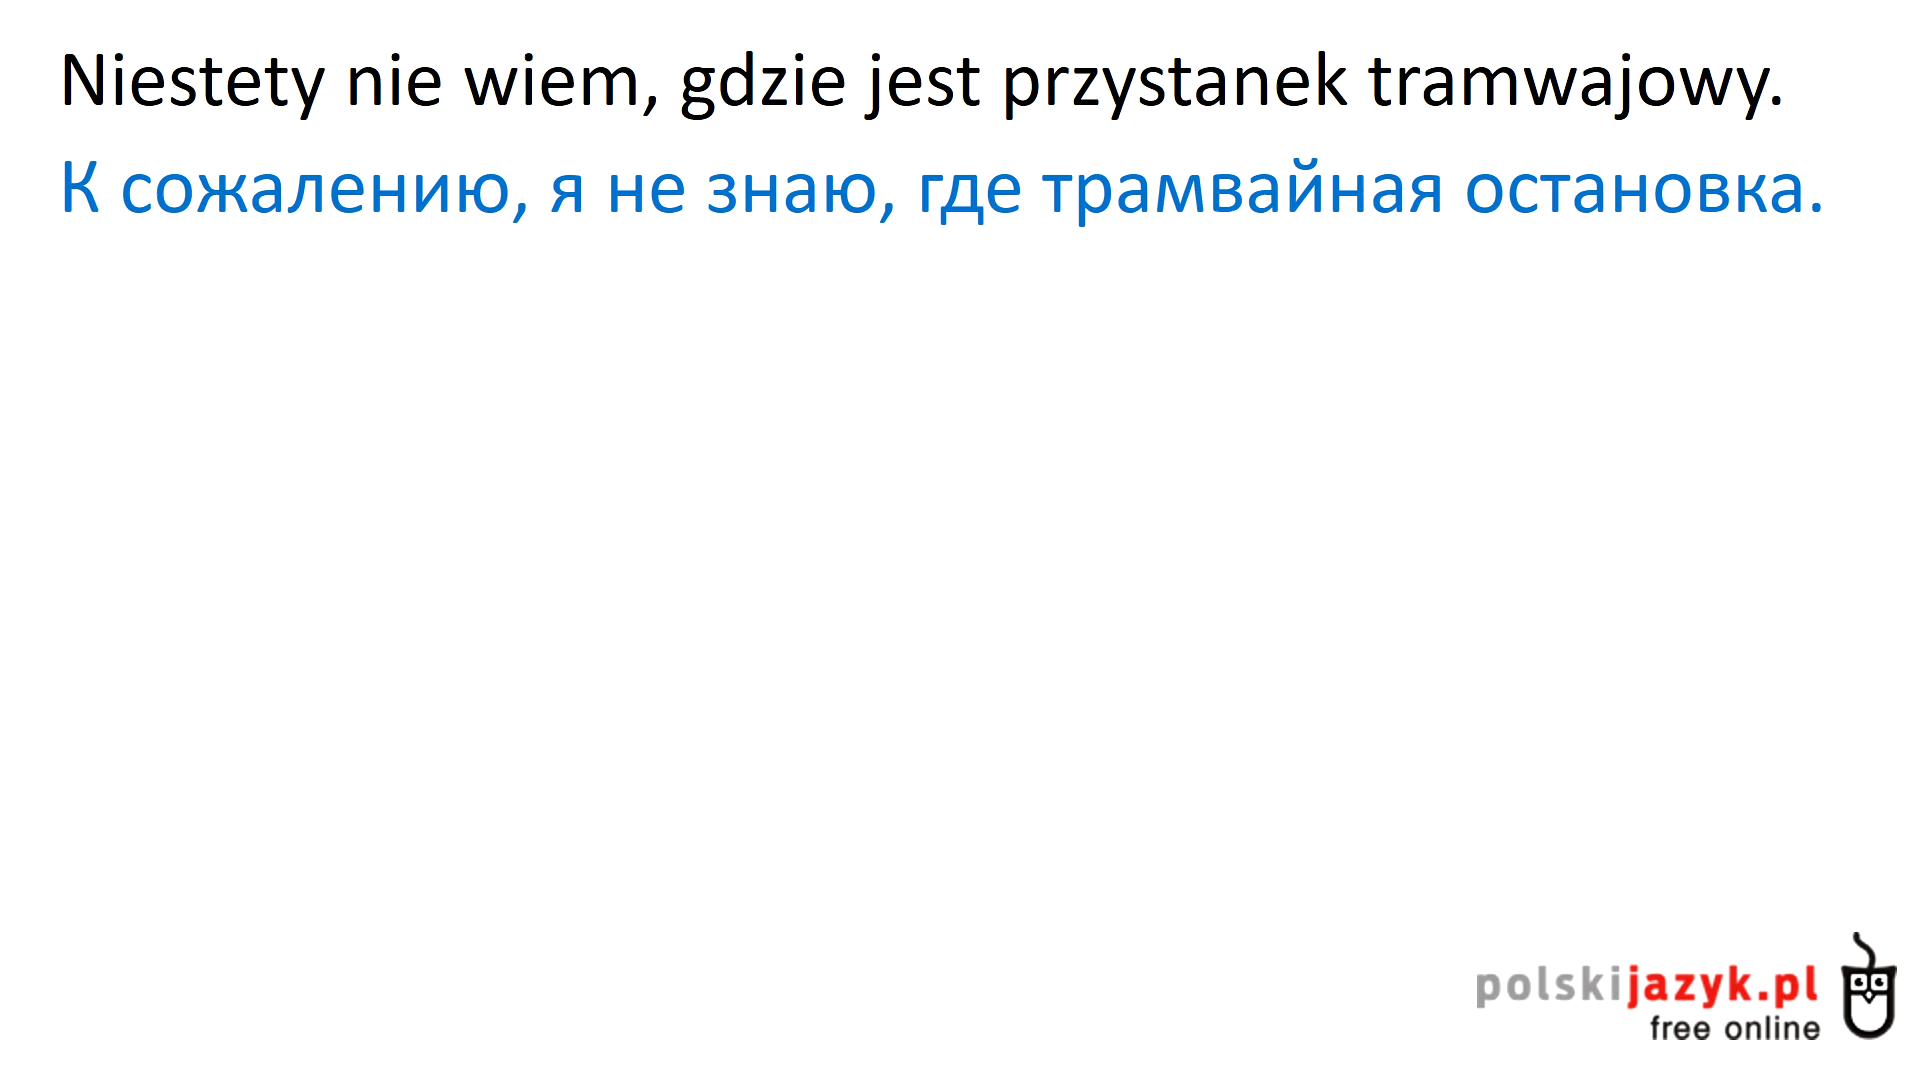 Niestety nie wiem, gdzie jest przystanek tramwajowy.
К сожалению, я не знаю, где трамвайная остановка.
polskijazyk.pl
free online